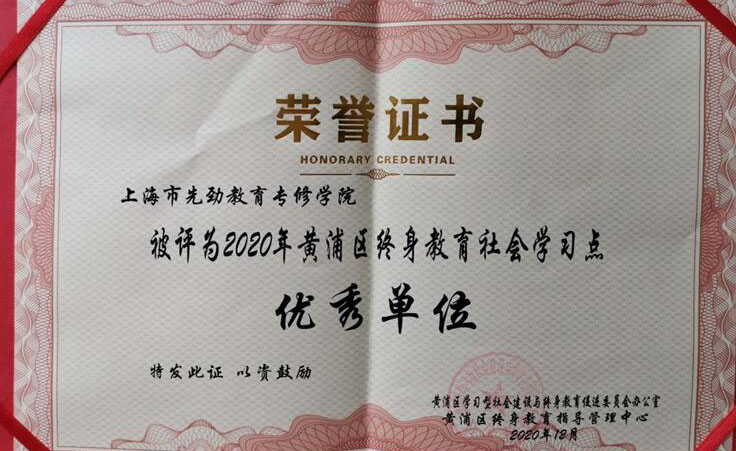 荣誉证书
HONORARY CREDENTIAL
上海市先劲教育专修学院
被评为2020年黄浦区终身教育社会学习点
优秀单位
特发此证 以资鼓励
黄浦区学习型社会建设与终身教育促进委员会办公室
黄浦区终身教育指导管理中心
2020年12月